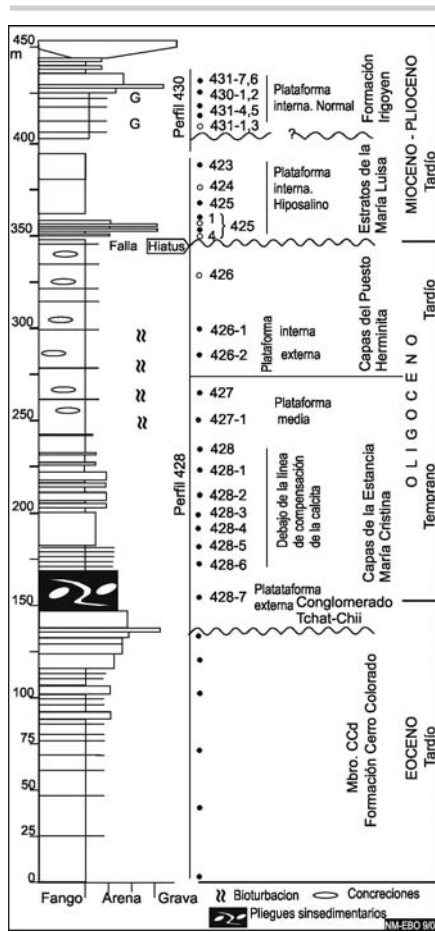 450
m
400
350
300
250
200
150
100
75
50
25
0
Fango
Arena
Grava
G
G
Falla
Hiatus
Perfil 430
Perfil 428
431-7,6
430-1,2
431-4,5
431-1,3
?
423
424
425
1
425
4
426
426-1
426-2
427
427-1
428
428-1
428-2
428-3
428-4
428-5
428-6
428-7
Plataforma
interna. Normal
Plataforma
interna.
Hiposalino
Plataforma
interna
externa
Plataforma
media
Debajo de la linea
de compensación
de la calcita
Platataforma
externa
Conglomerado
Tchat-Chii
Formación
Irigoyen
Estratos de la
María Luisa
Capas del Puesto
Herminita
Capas de la Estancia
María Cristina
Mbro. CCd
Formación Cerro Colorado
MIOCENO - PLIOCENO
Tardío
OLIGOCENO
Tardío
Temprano
EOCENO
Tardío
Bioturbacion
Concreciones
Pliegues sinsedimentarios